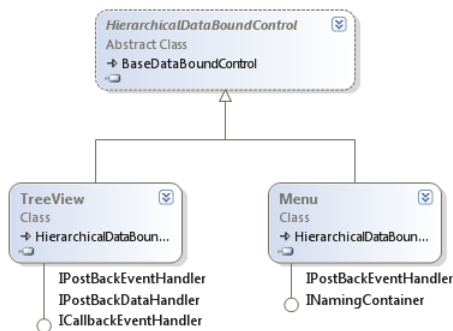 HierarchicalDataBoundControl
Abstract Class
BaseDataBoundControl
TreeView
Class
HierarchicalDataBoun...
IPostBackEventHandler
IPostBackDataHandler
ICallbackEventHandler
Menu
Class
HierarchicalDataBoun...
IPostBackEventHandler
INamingContainer